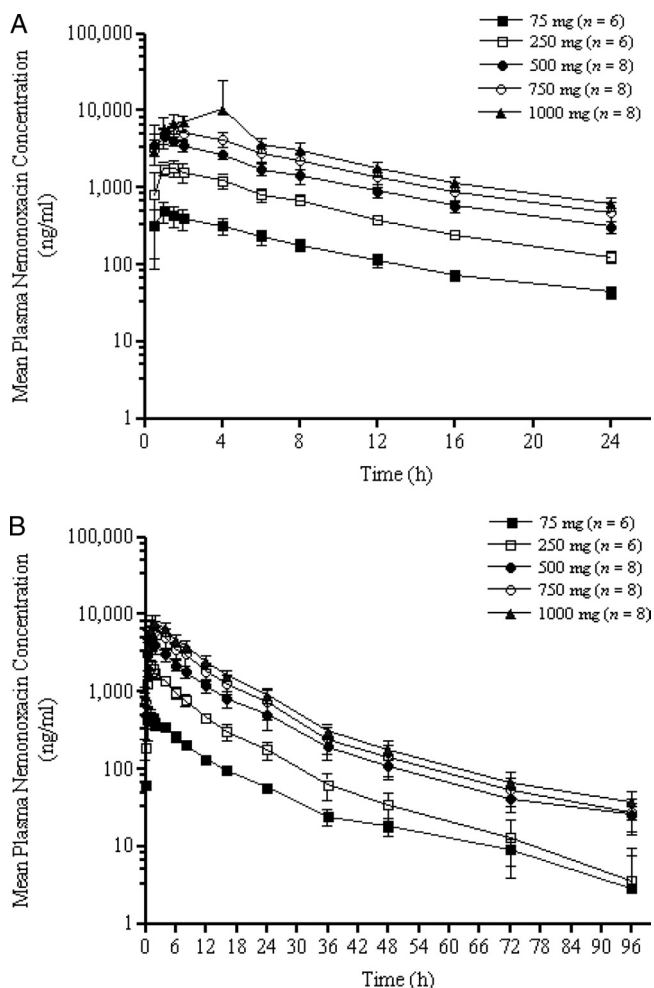 A
75 mg (n = 6)
250 mg (n = 6)
500 mg (n = 8)
750 mg (n = 8)
1000 mg (n = 8)
Mean Plasma Nemonoxacin Concentration
(ng/ml)
100,000
10,000
1,000
100
10
1
0 4 8 12 16 20 24
Time (h)
B
75 mg (n = 6)
250 mg (n = 6)
500 mg (n = 8)
750 mg (n = 8)
1000 mg (n = 8)
Mean Plasma Nemonoxacin Concentration
(ng/ml)
100,000
10,000
1,000
100
10
1
0 6 12 18 24 30 36 42 48 54 60 66 72 78 84 90 96
Time (h)